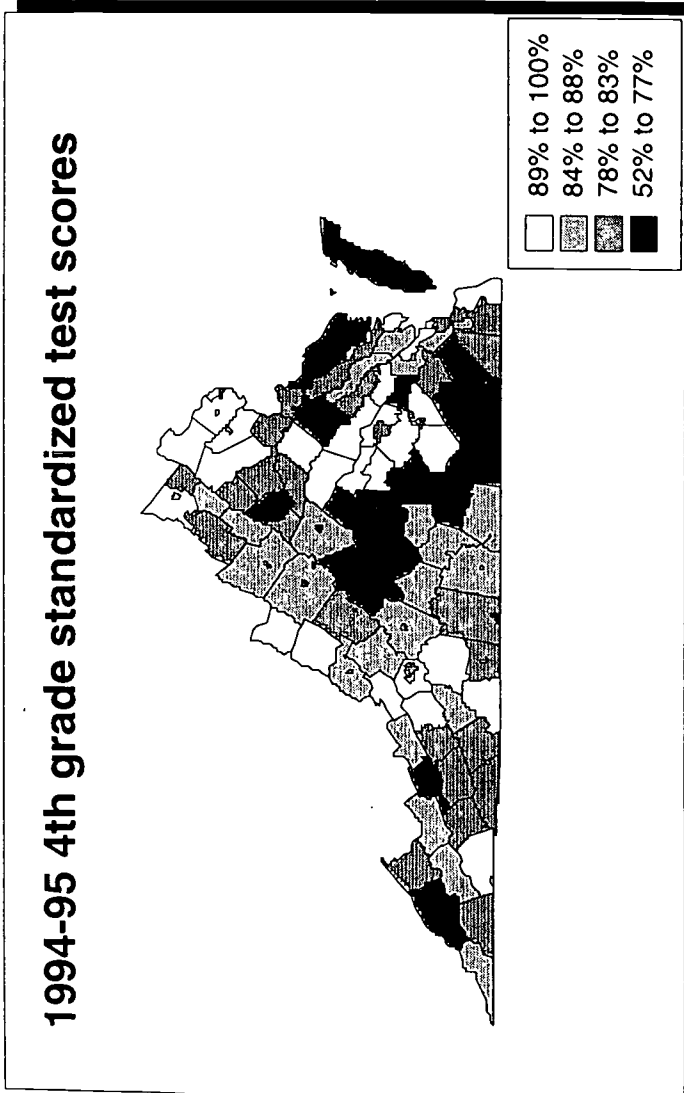 1994-95 4th grade standardized test scores
89% to 100%
84% to 88%
78% to 83%
52% to 77%